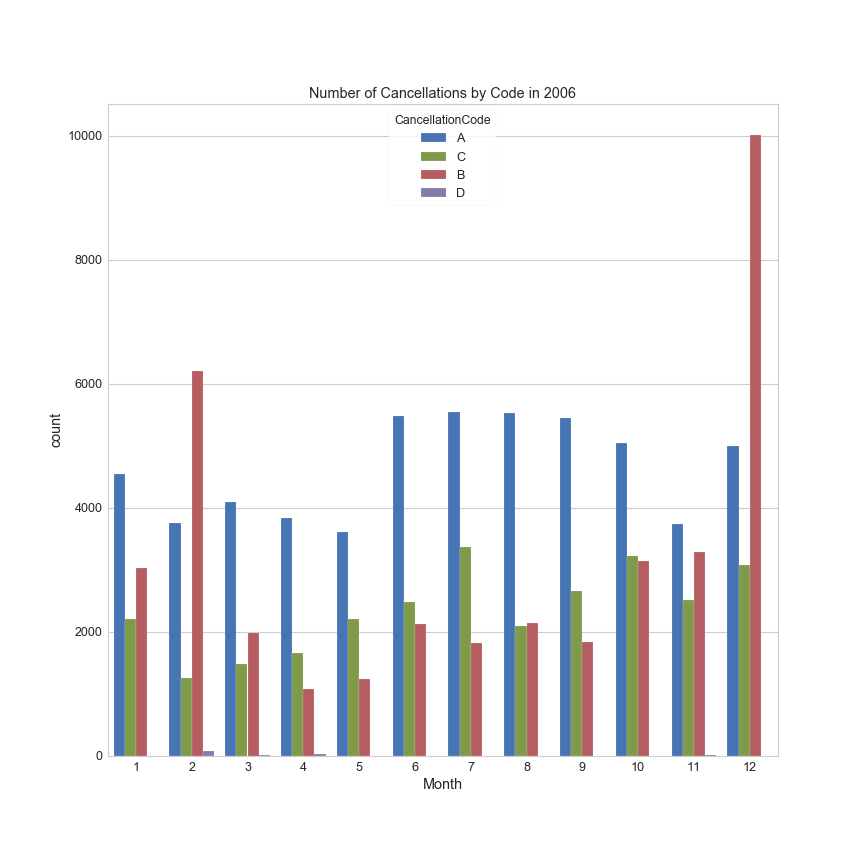 Number of Cancellations by Code in 2006
CancellationCode
A
C
B
D
10000
8000
6000
4000
2000
0
count
1 2 3 4 5 6 7 8 9 10 11 12
Month